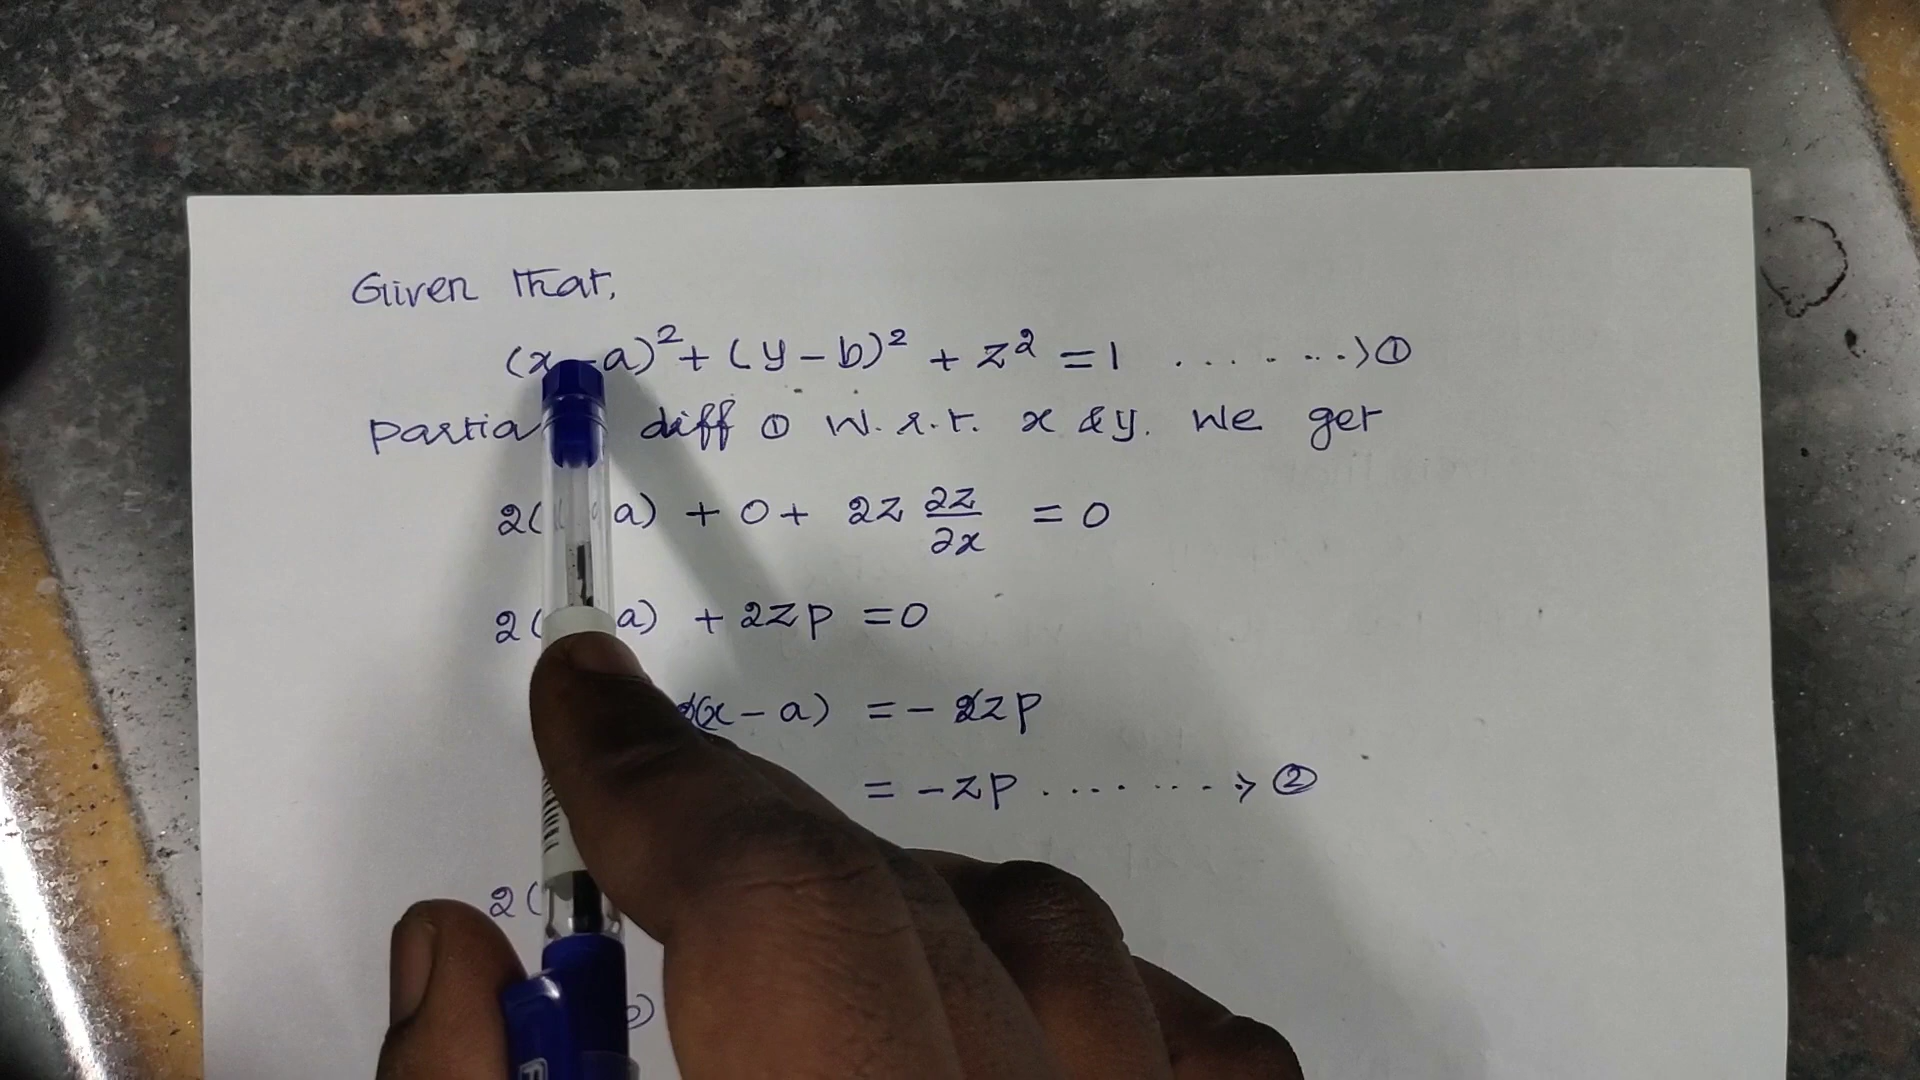 Given that,
(x-a)² + (y-b)² + z² = 1 ........> ①
diff ① w.r.t. x & y. We get
2( a) + 0 + 2z ∂z/∂x = 0
2( a) + 2zp = 0
2(x-a) = -2zp
= -zp .........> ②
2(